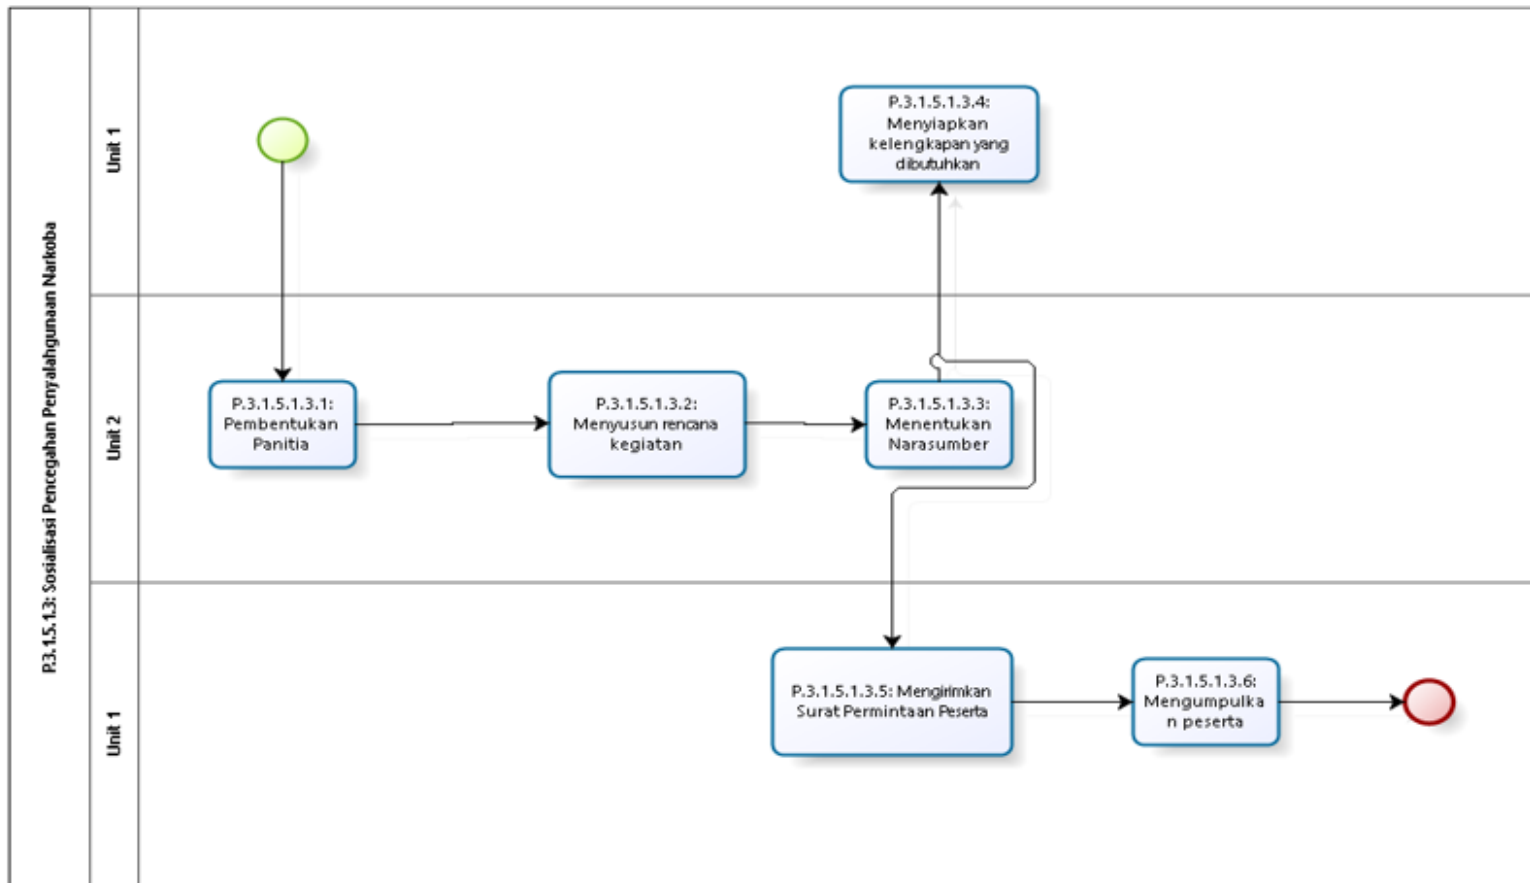 P.3.1.5.1.3: Sosialisasi Pencegahan Penyalahgunaan Narkoba
Unit 1
P.3.1.5.1.3.4:
Menyiapkan
kelengkapan yang
dibutuhkan
Unit 2
P.3.1.5.1.3.1:
Pembentukan
Panitia
P.3.1.5.1.3.2:
Menyusun rencana
kegiatan
P.3.1.5.1.3.3:
Menentukan
Narasumber
Unit 1
P.3.1.5.1.3.5: Mengirimkan
Surat Permintaan Peserta
P.3.1.5.1.3.6:
Mengumpulka
n peserta